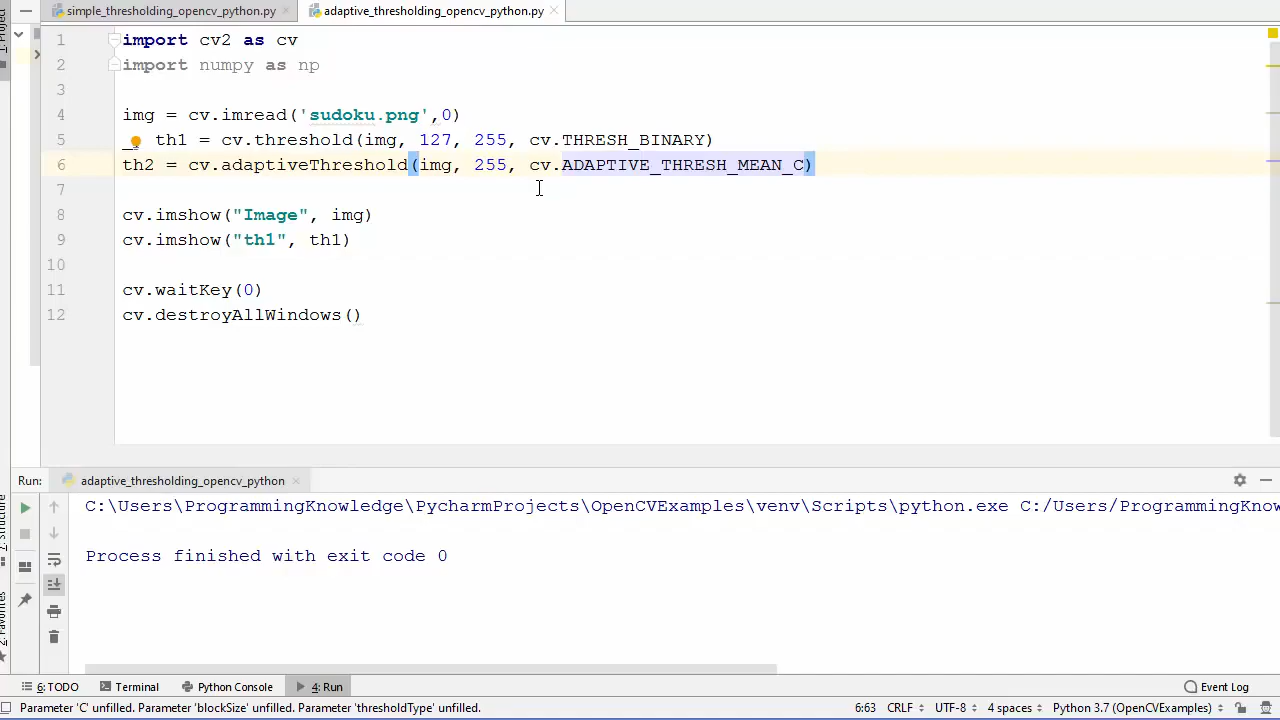 simple_thresholding_opencv_python.py adaptive_thresholding_opencv_python.py
1 import cv2 as cv
2 import numpy as np
3
4 img = cv.imread('sudoku.png',0)
5 _, th1 = cv.threshold(img, 127, 255, cv.THRESH_BINARY)
6 th2 = cv.adaptiveThreshold(img, 255, cv.ADAPTIVE_THRESH_MEAN_C)
7
8 cv.imshow("Image", img)
9 cv.imshow("th1", th1)
10
11 cv.waitKey(0)
12 cv.destroyAllWindows()
Run: adaptive_thresholding_opencv_python
C:\Users\ProgrammingKnowledge\PycharmProjects\OpenCVExamples\venv\Scripts\python.exe C:/Users/ProgrammingKnow
Process finished with exit code 0
6: TODO Terminal Python Console 4: Run Event Log
Parameter 'C' unfilled. Parameter 'blockSize' unfilled. Parameter 'thresholdType' unfilled. 6:63 CRLF UTF-8 4 spaces Python 3.7 (OpenCVExamples)